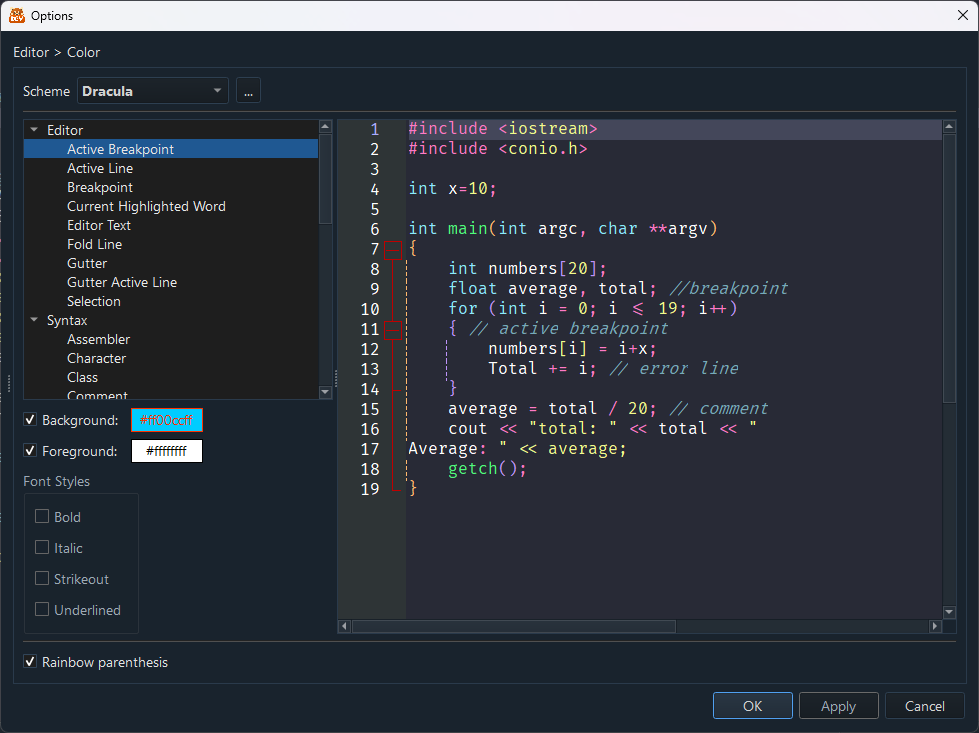 Options
Editor > Color
Scheme Dracula ...
Editor
Active Breakpoint
Active Line
Breakpoint
Current Highlighted Word
Editor Text
Fold Line
Gutter
Gutter Active Line
Selection
Syntax
Assembler
Character
Class
Comment
Background: #ff00ccff
Foreground: #ffffffff
Font Styles
Bold
Italic
Strikeout
Underlined
1 #include <iostream>
2 #include <conio.h>
3
4 int x=10;
5
6 int main(int argc, char **argv)
7 {
8 int numbers[20];
9 float average, total; //breakpoint
10 for (int i = 0; i <= 19; i++)
11 { // active breakpoint
12 numbers[i] = i+x;
13 Total += i; // error line
14 }
15 average = total / 20; // comment
16 cout << "total: " << total << "
17 Average: " << average;
18 getch();
19 }
Rainbow parenthesis
OK Apply Cancel